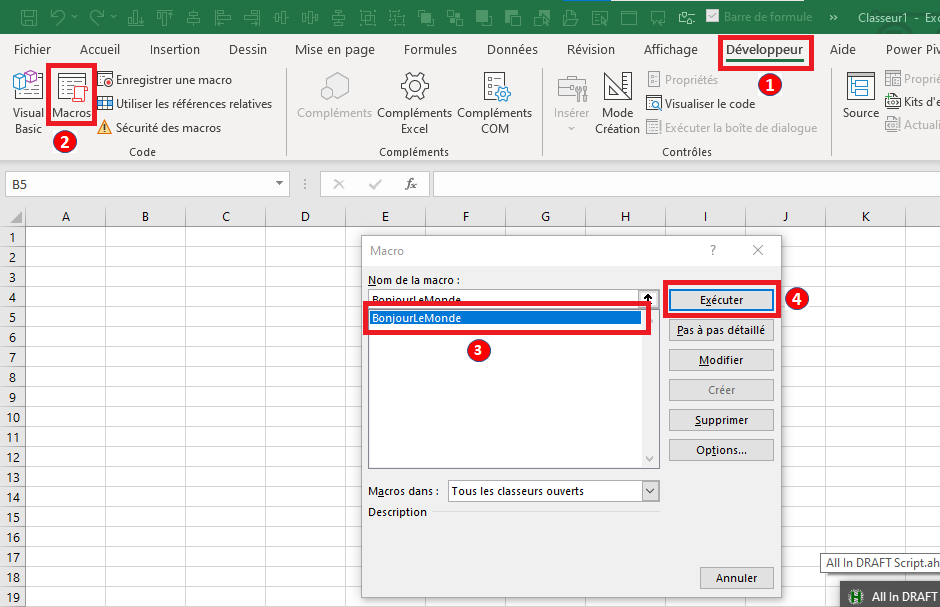 Barre de formule » Classeur1 - Exc
Fichier Accueil Insertion Dessin Mise en page Formules Données Révision Affichage Développeur Aide Power Piv
1
Visual Basic
Macros
2
Enregistrer une macro
Utiliser les références relatives
Sécurité des macros
Code
Compléments
Compléments Excel
Compléments COM
Compléments
Insérer
Mode Création
Propriétés
Visualiser le code
Exécuter la boîte de dialogue
Contrôles
Source
Proprié
Kits d'e
Actuali
B5
fx
A B C D E F G H I J K
1
2
3
4
5
6
7
8
9
10
11
12
13
14
15
16
17
18
19
Macro ?
Nom de la macro :
BonjourLeMonde
BonjourLeMonde
3
Exécuter
4
Pas à pas détaillé
Modifier
Créer
Supprimer
Options...
Macros dans : Tous les classeurs ouverts
Description
Annuler
All In DRAFT Script.ah
H All In DRAFT